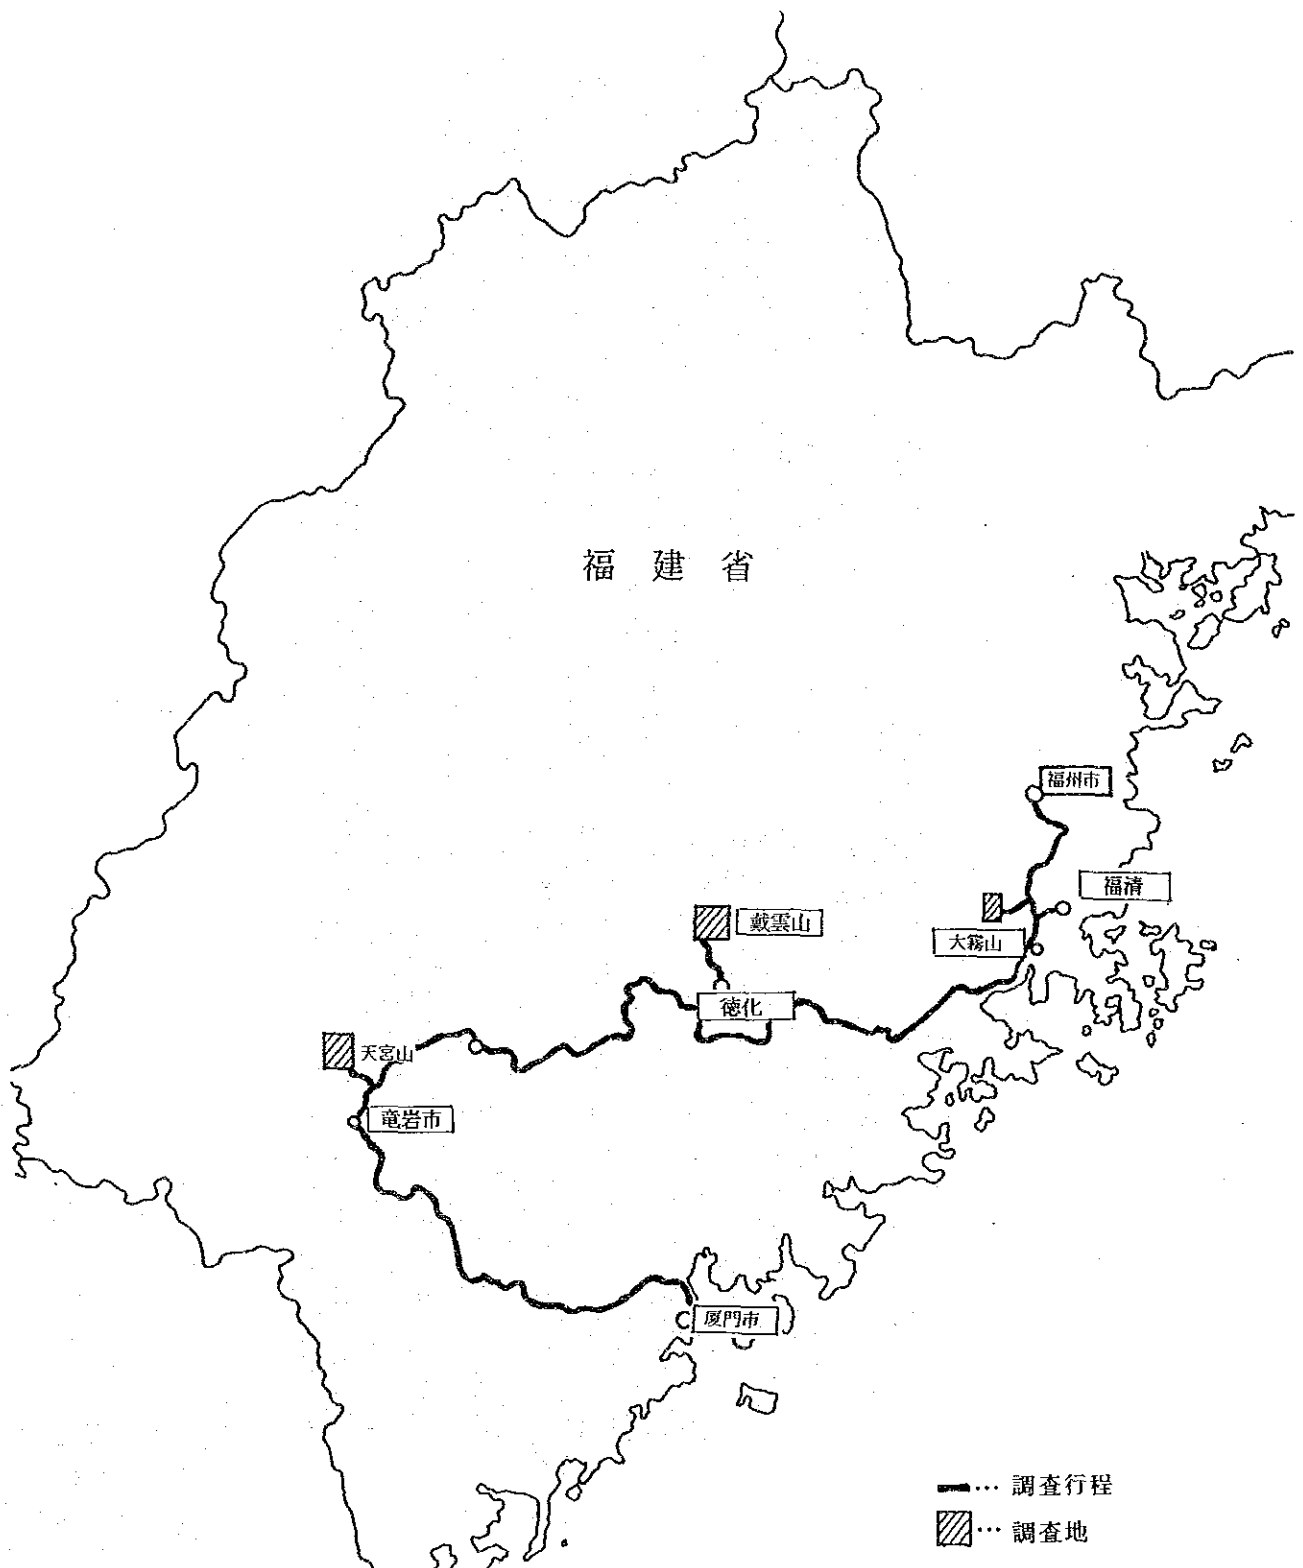 福建省
福州市
福清
戴雲山
大霧山
徳化
天宮山
竜岩市
厦門市
… 調査行程
… 調査地